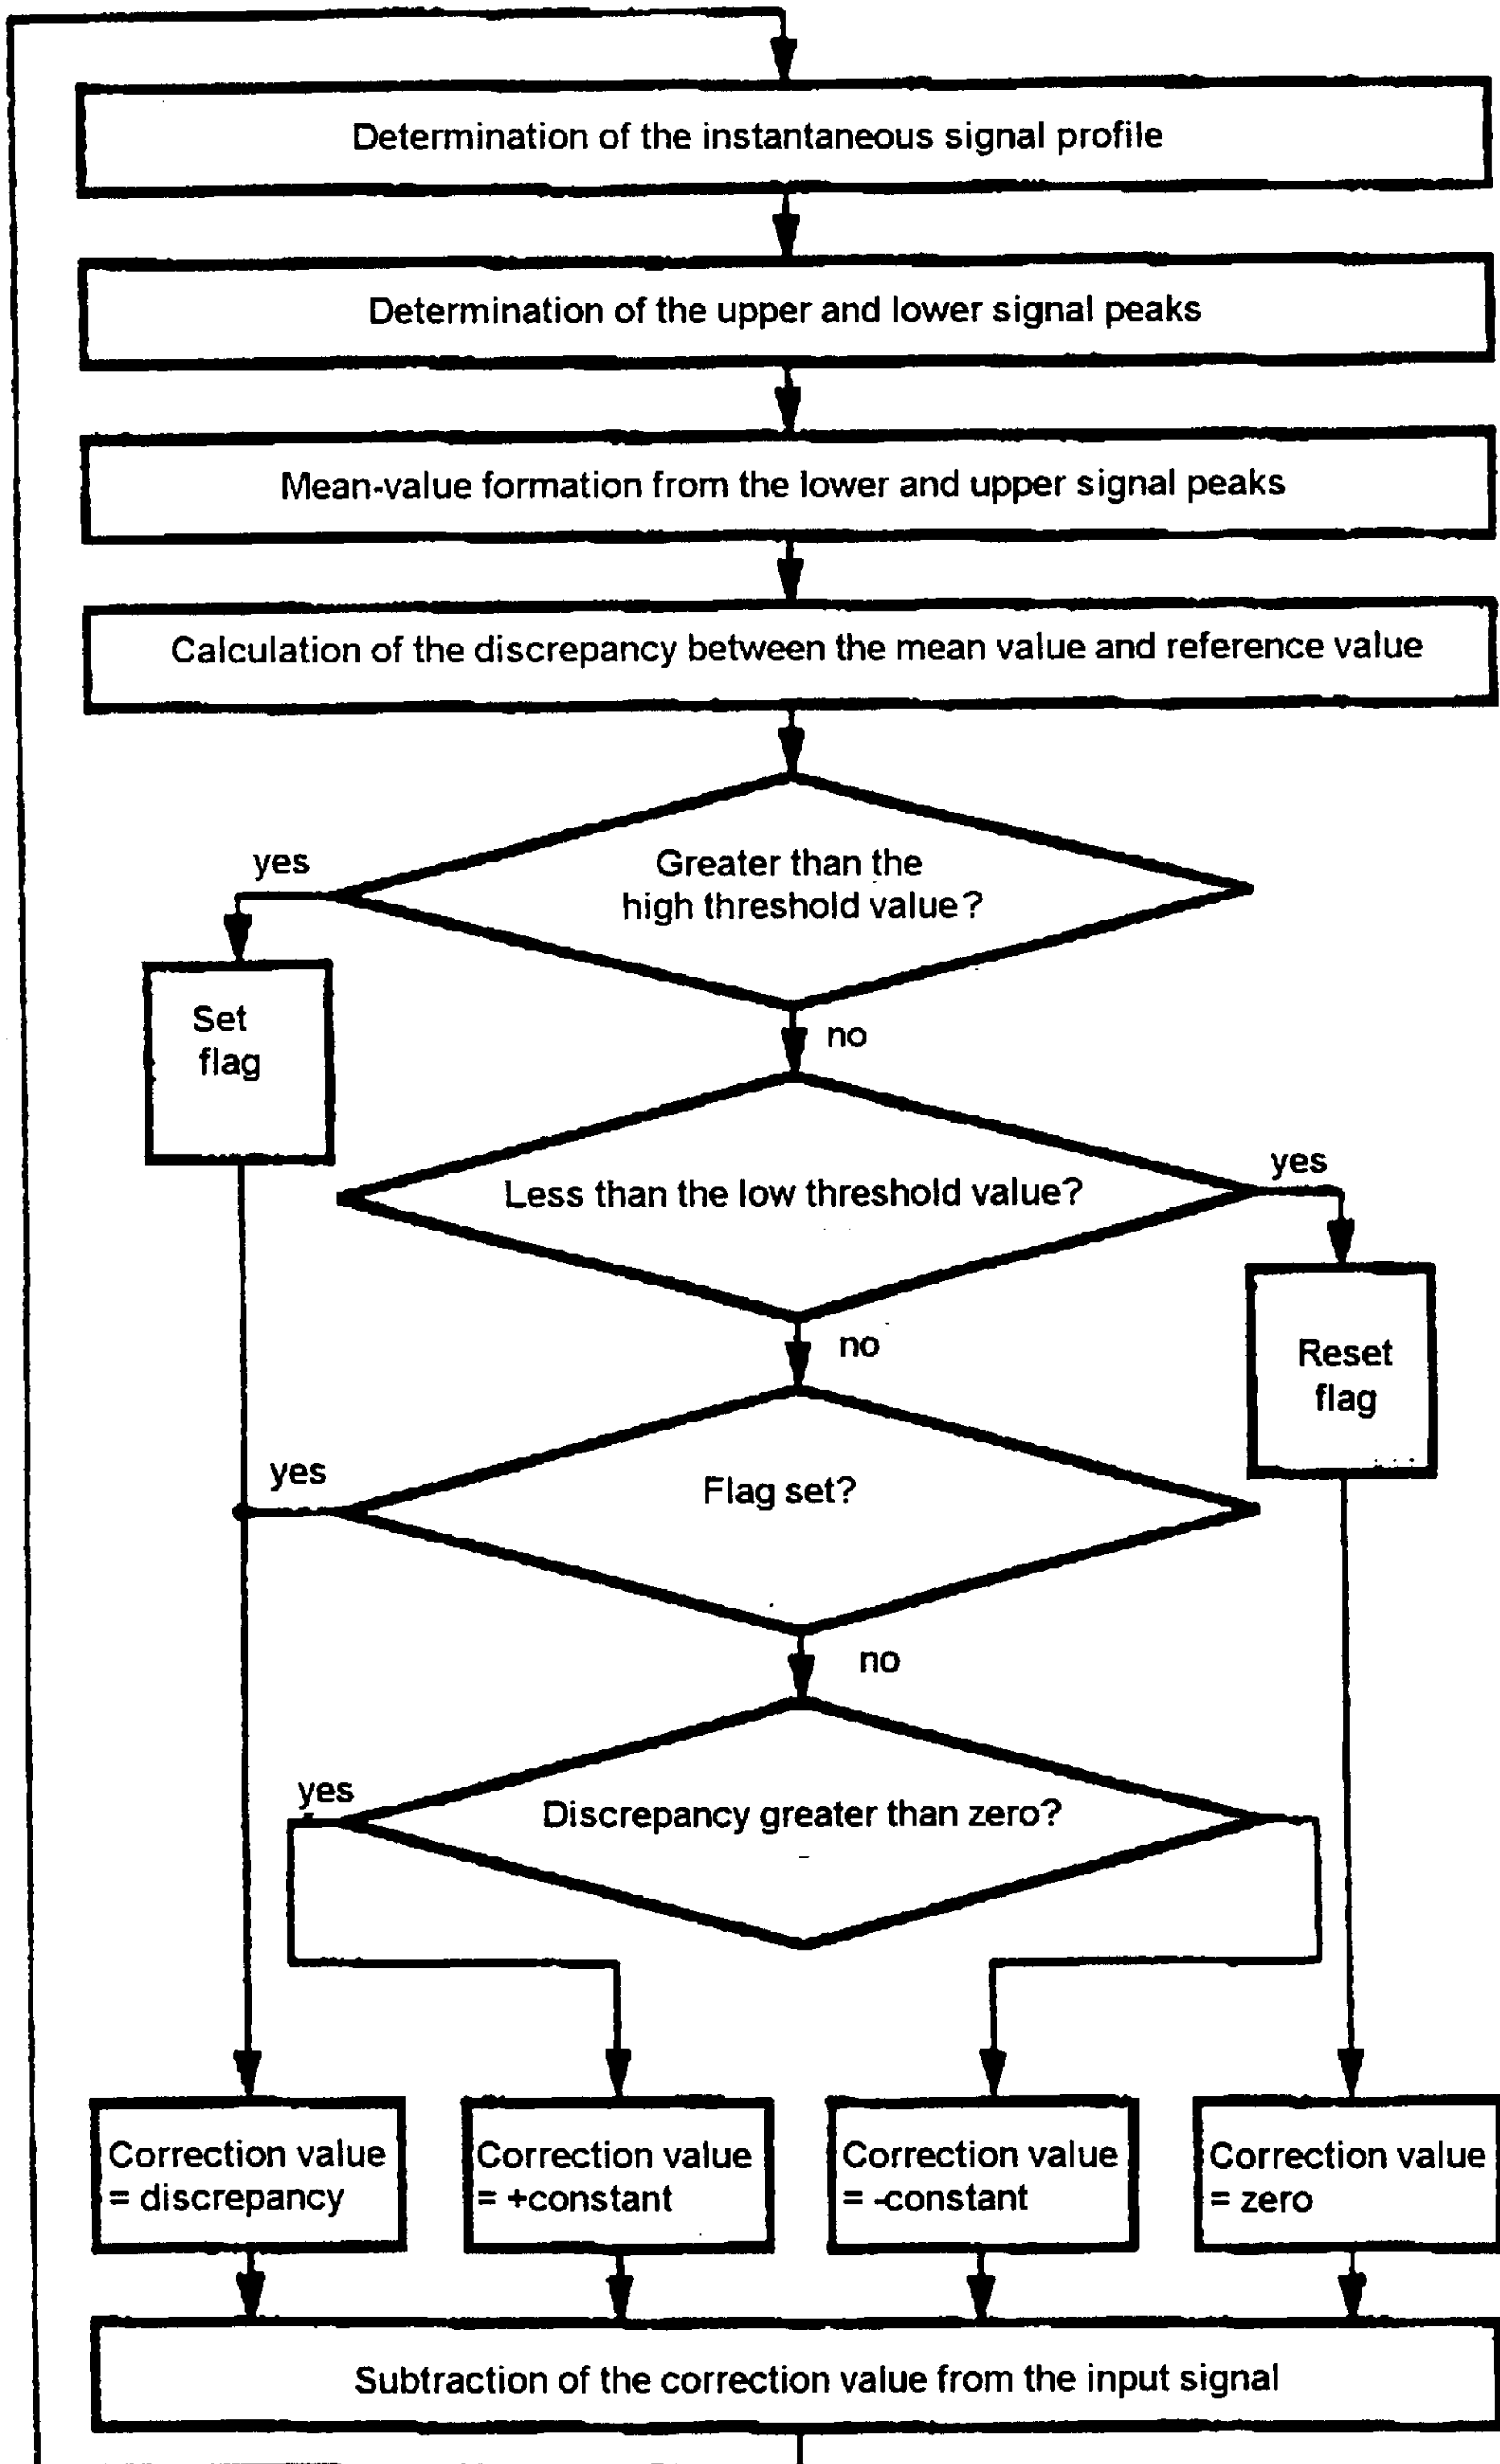 Determination of the instantaneous signal profile
Determination of the upper and lower signal peaks
Mean-value formation from the lower and upper signal peaks
Calculation of the discrepancy between the mean value and reference value
yes
Greater than the
high threshold value?
Set
flag
no
yes
Less than the low threshold value?
no
Reset
flag
yes
Flag set?
no
yes
Discrepancy greater than zero?
Correction value
= discrepancy
Correction value
= +constant
Correction value
= -constant
Correction value
= zero
Subtraction of the correction value from the input signal